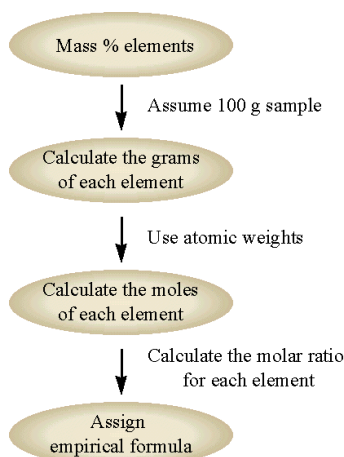 Mass % elements
Assume 100 g sample
Calculate the grams
of each element
Use atomic weights
Calculate the moles
of each element
Calculate the molar ratio
for each element
Assign
empirical formula